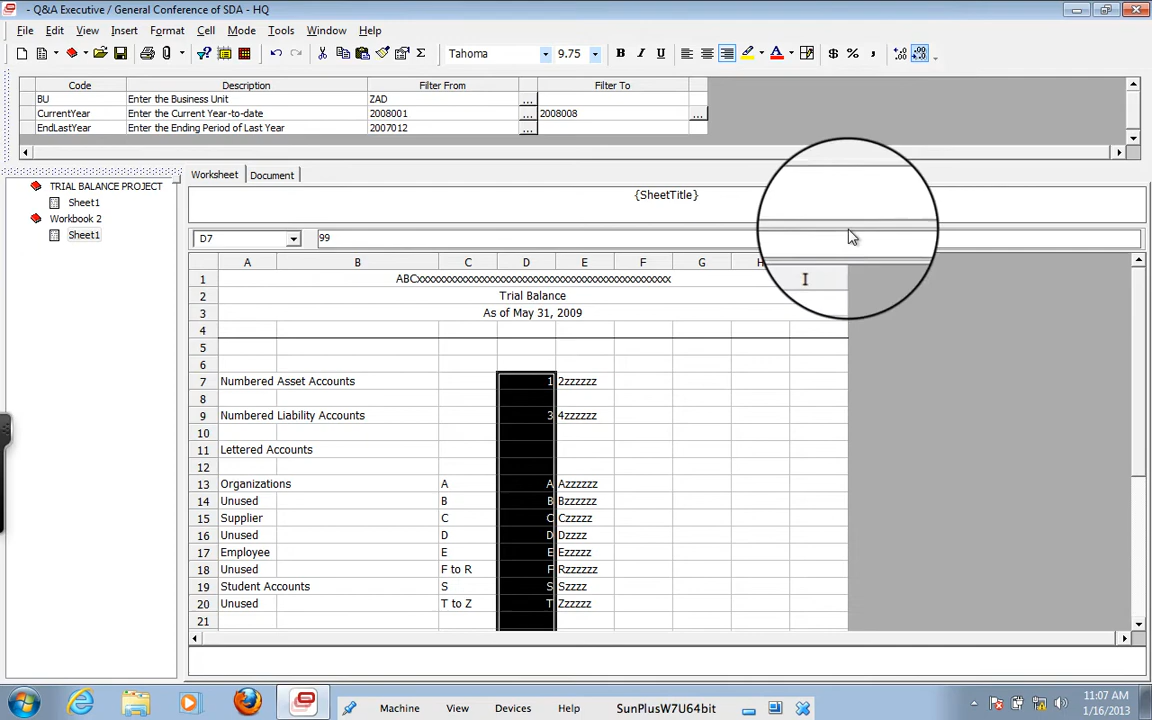 - Q&A Executive / General Conference of SDA - HQ
File Edit View Insert Format Cell Mode Tools Window Help
Tahoma 9.75 B I U A $ % ,
Code Description Filter From Filter To
BU Enter the Business Unit ZAD ...
CurrentYear Enter the Current Year-to-date 2008001 ... 2008008 ...
EndLastYear Enter the Ending Period of Last Year 2007012 ...
Worksheet Document
TRIAL BALANCE PROJECT
Sheet1
Workbook 2
Sheet1
{SheetTitle}
D7 99
A B C D E F G H I
1 ABCxxxxxxxxxxxxxxxxxxxxxxxxxxxxxxxxxxxxxxxxxxx
2 Trial Balance
3 As of May 31, 2009
4
5
6
7 Numbered Asset Accounts 1 2zzzzzz
8
9 Numbered Liability Accounts 3 4zzzzzz
10
11 Lettered Accounts
12
13 Organizations A A Azzzzzz
14 Unused B B Bzzzzzz
15 Supplier C C Czzzzz
16 Unused D D Dzzzz
17 Employee E E Ezzzzz
18 Unused F to R F Rzzzzzz
19 Student Accounts S S Szzzz
20 Unused T to Z T Zzzzzz
21
Machine View Devices Help SunPlusW7U64bit
11:07 AM
1/16/2013